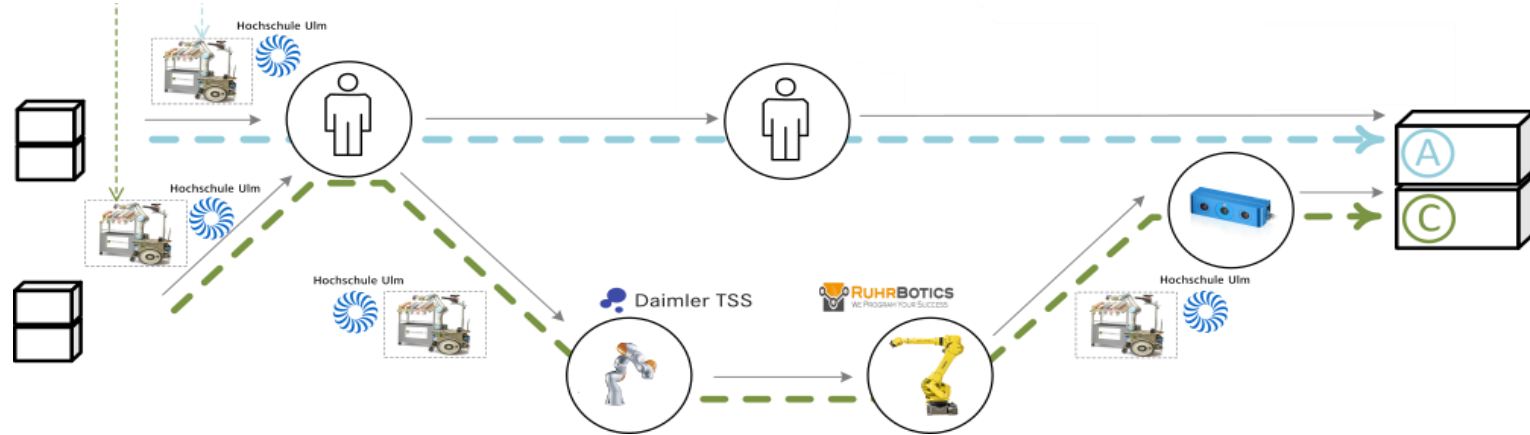 Hochschule Ulm
A
Hochschule Ulm
C
Hochschule Ulm
Daimler TSS
RUHRBOTICS
WE PROGRAM YOUR SUCCESS
Hochschule Ulm